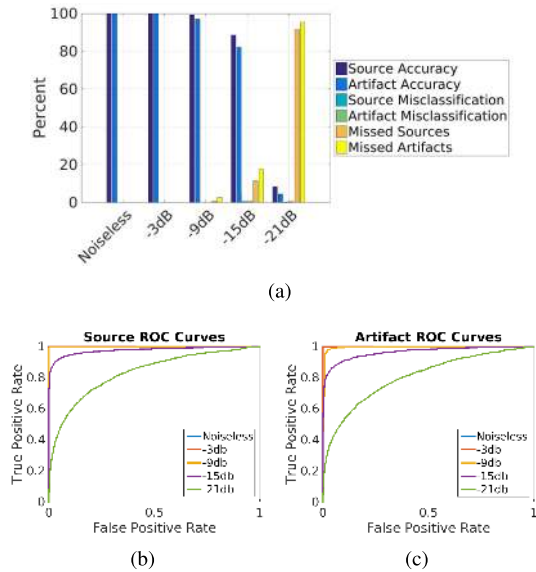 100
80
60
40
20
0
Percent
Noiseless
-3dB
-9dB
-15dB
-21dB
Source Accuracy
Artifact Accuracy
Source Misclassification
Artifact Misclassification
Missed Sources
Missed Artifacts
(a)
Source ROC Curves
1
0.8
0.6
0.4
0.2
0
True Positive Rate
Noiseless
-3db
-9db
-15db
-21db
0
0.5
1
False Positive Rate
(b)
Artifact ROC Curves
1
0.8
0.6
0.4
0.2
0
True Positive Rate
Noiseless
-3db
-9db
-15db
-21db
0
0.5
1
False Positive Rate
(c)